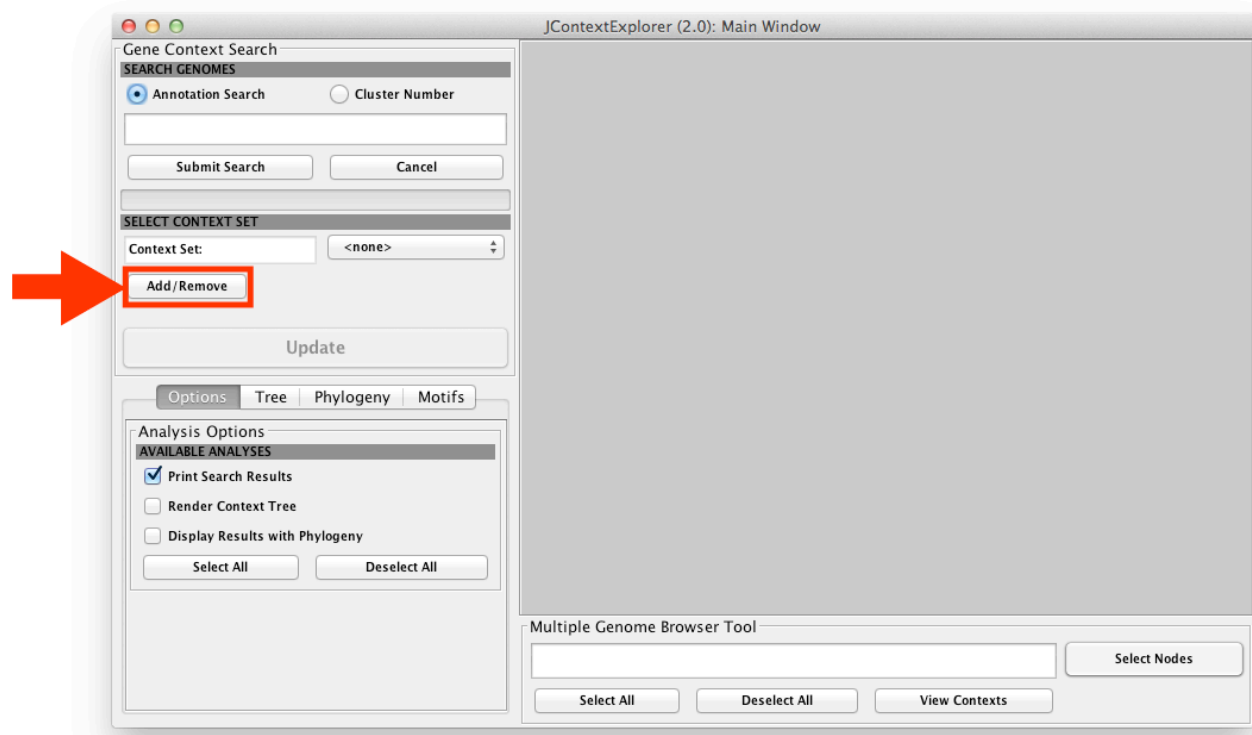 JContextExplorer (2.0): Main Window
Gene Context Search
SEARCH GENOMES
Annotation Search Cluster Number
Submit Search Cancel
SELECT CONTEXT SET
Context Set: <none>
Add/Remove
Update
Options Tree Phylogeny Motifs
Analysis Options
AVAILABLE ANALYSES
Print Search Results
Render Context Tree
Display Results with Phylogeny
Select All Deselect All
Multiple Genome Browser Tool
Select Nodes
Select All Deselect All View Contexts